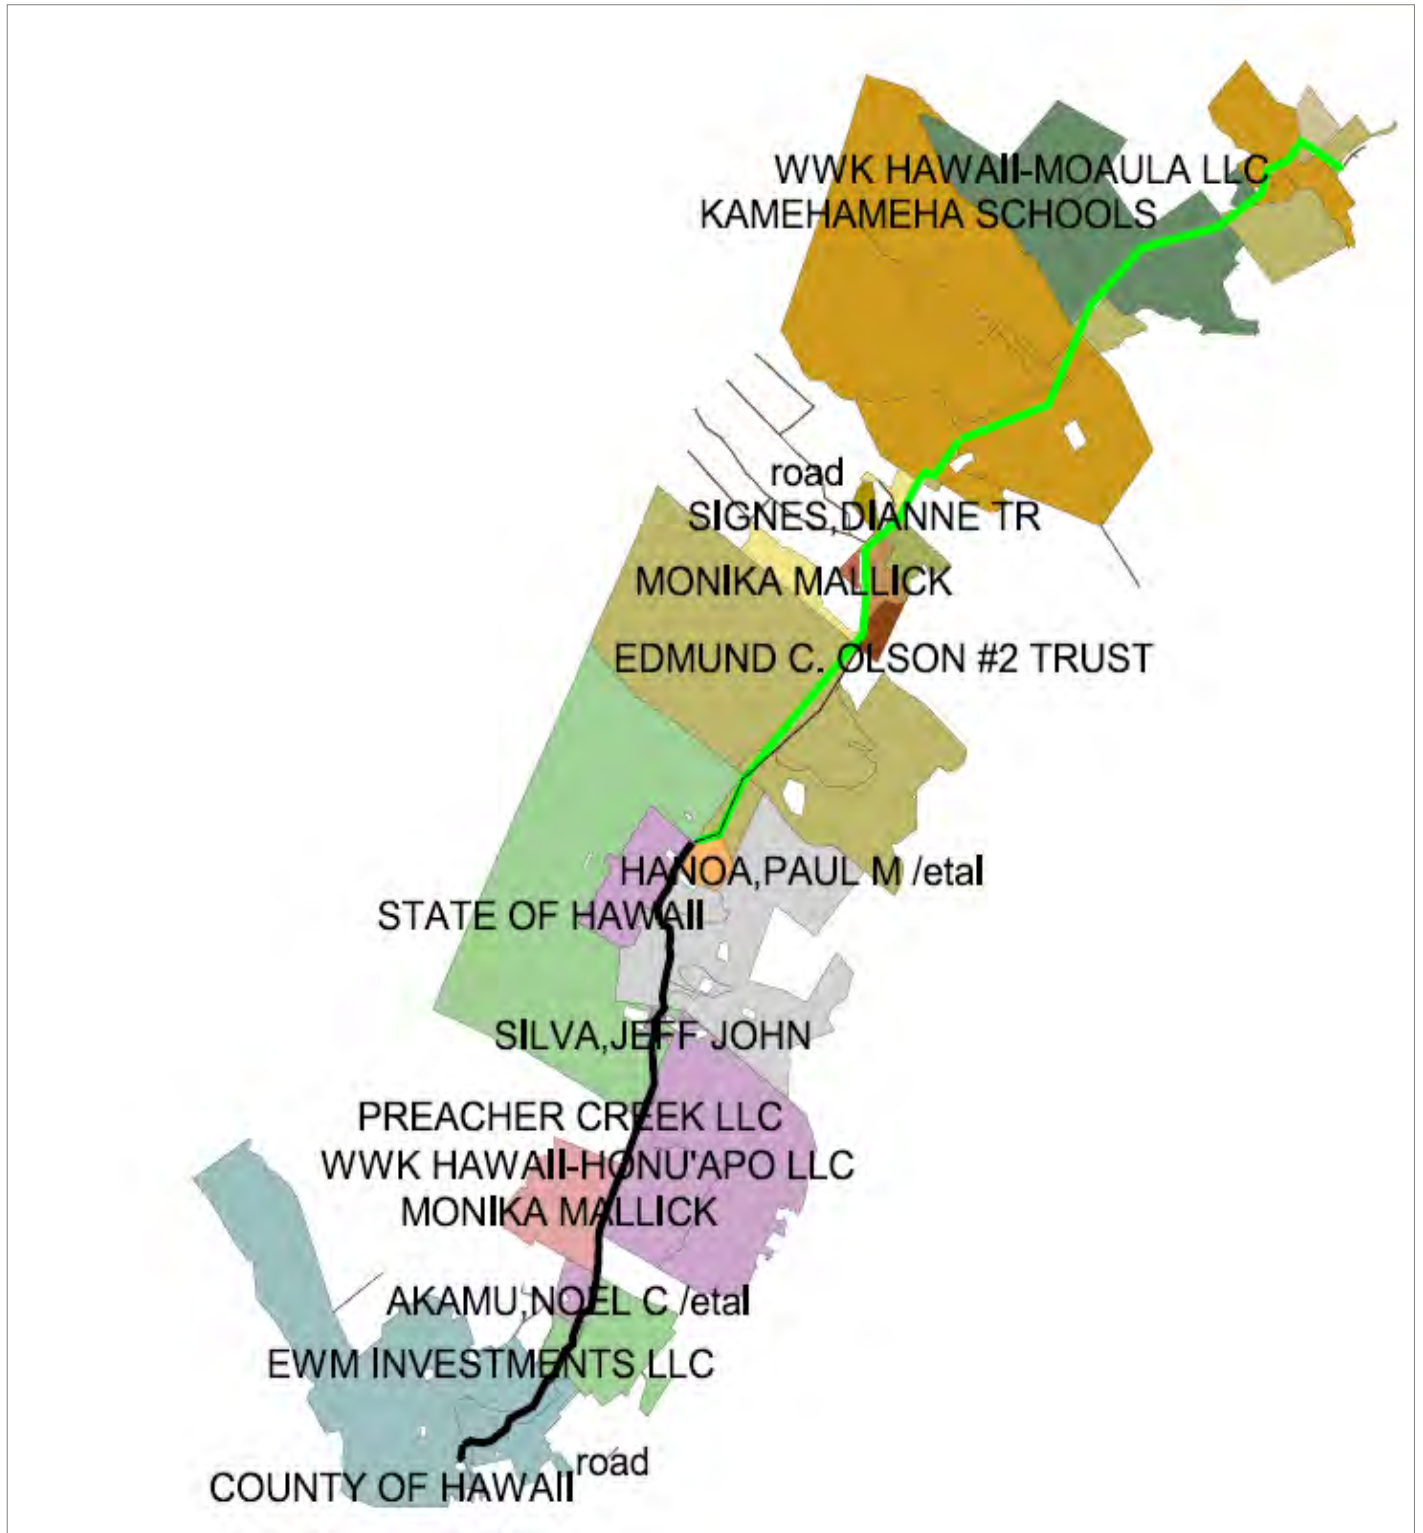 WWK HAWAII-MOAULA LLC
KAMEHAMEHA SCHOOLS
road
SIGNES,DIANNE TR
MONIKA MALLICK
EDMUND C. OLSON #2 TRUST
HANOA,PAUL M /etal
STATE OF HAWAII
SILVA,JEFF JOHN
PREACHER CREEK LLC
WWK HAWAII-HONU'APO LLC
MONIKA MALLICK
AKAMU,NOEL C /etal
EWM INVESTMENTS LLC
road
COUNTY OF HAWAII